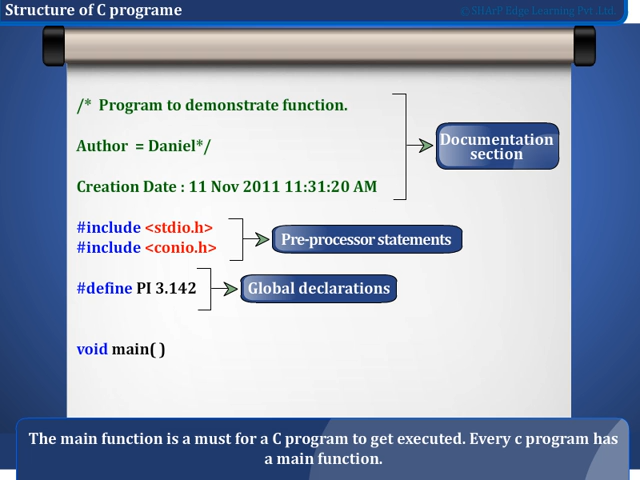 Structure of C programe
© SHArP Edge Learning Pvt .Ltd.
/* Program to demonstrate function.
Author = Daniel*/
Documentation
section
Creation Date : 11 Nov 2011 11:31:20 AM
#include <stdio.h>
#include <conio.h>
Pre-processor statements
#define PI 3.142
Global declarations
void main( )
The main function is a must for a C program to get executed. Every c program has
a main function.